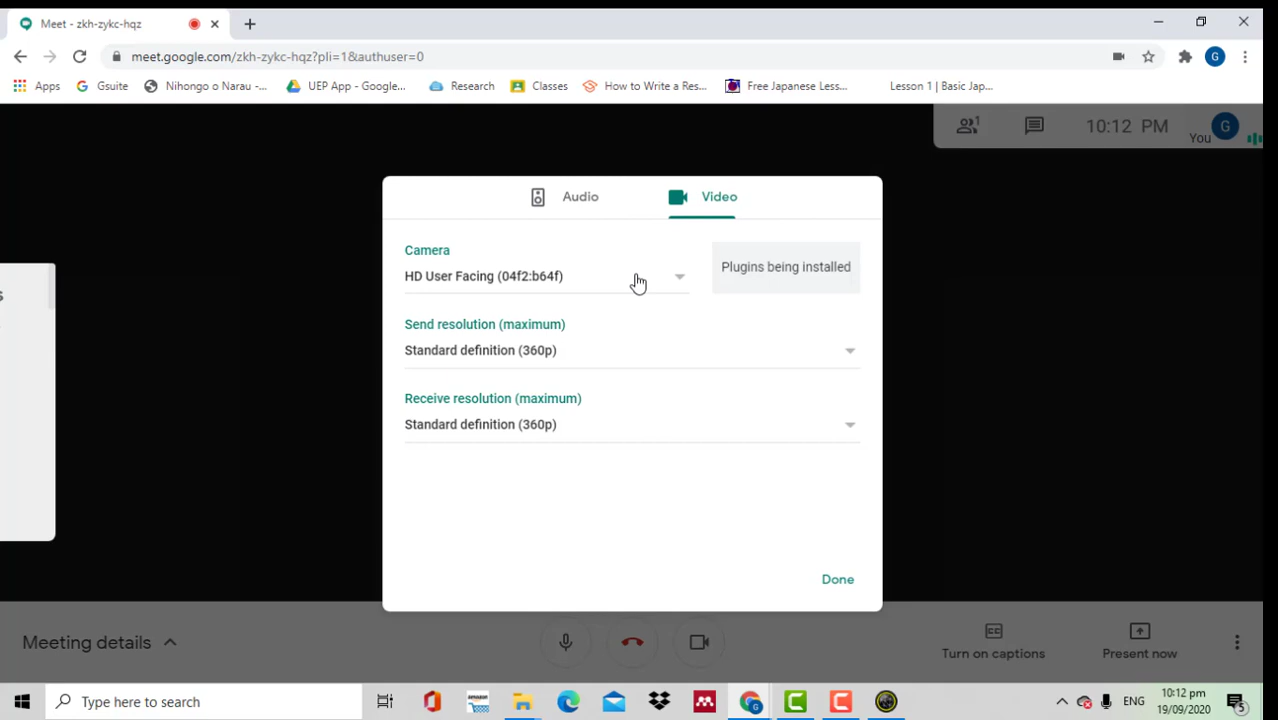 Meet - zkh-zykc-hqz
meet.google.com/zkh-zykc-hqz?pli=1&authuser=0
G
Apps
Gsuite
Nihongo o Narau -...
UEP App - Google...
Research
Classes
How to Write a Res...
Free Japanese Less...
Lesson 1 | Basic Jap...
1
10:12 PM
You
G
Audio
Video
Camera
HD User Facing (04f2:b64f)
Plugins being installed
Send resolution (maximum)
Standard definition (360p)
Receive resolution (maximum)
Standard definition (360p)
s
Done
Meeting details
CC
Turn on captions
Present now
Type here to search
amazon
G
ENG
10:12 pm
19/09/2020
5